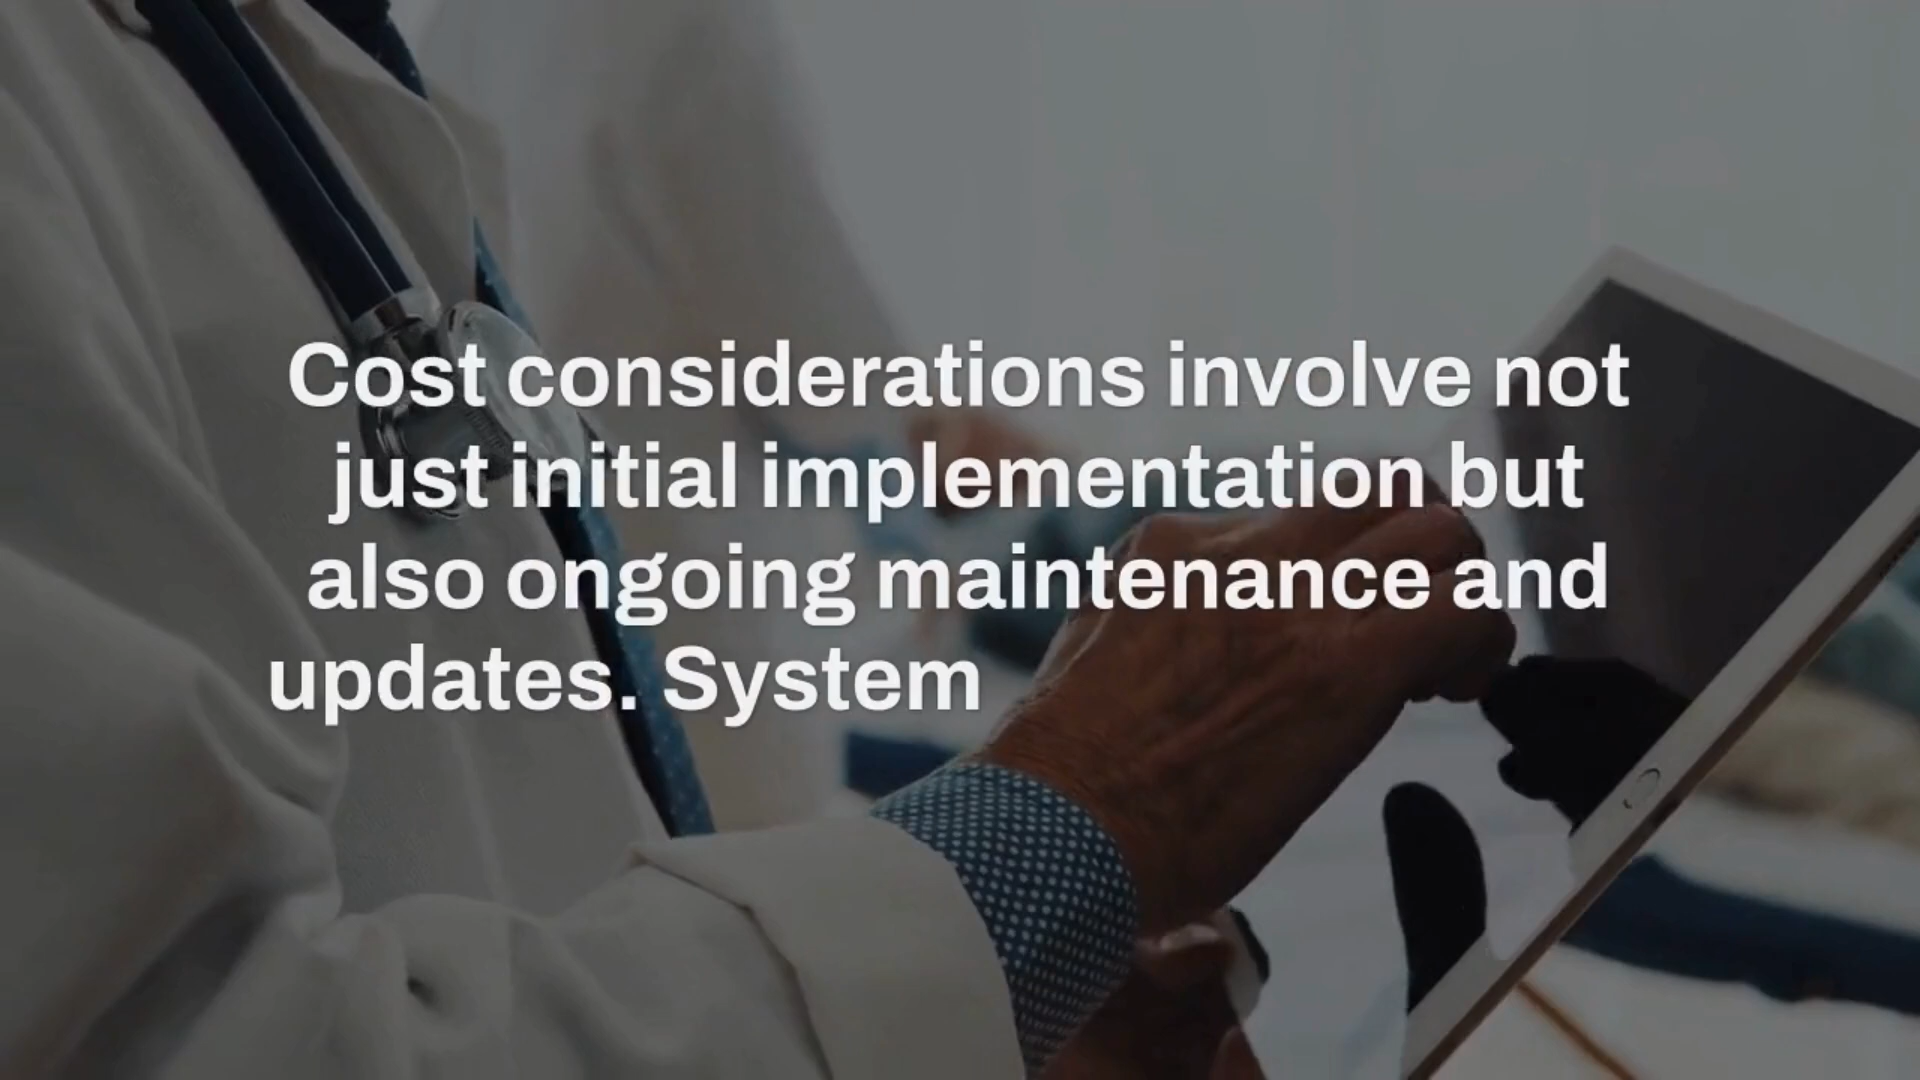 Cost considerations involve not
just initial implementation but
also ongoing maintenance and
updates. System